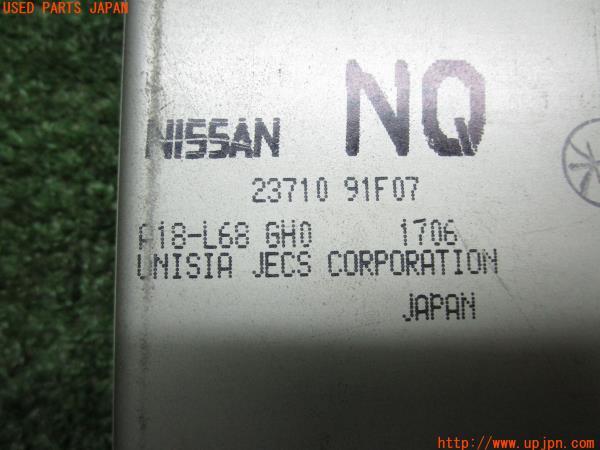 USED PARTS JAPAN
NISSAN NQ
23710 91F07
A18-L68 GH0 1706
UNISIA JECS CORPORATION
JAPAN
http://www.upjpn.com